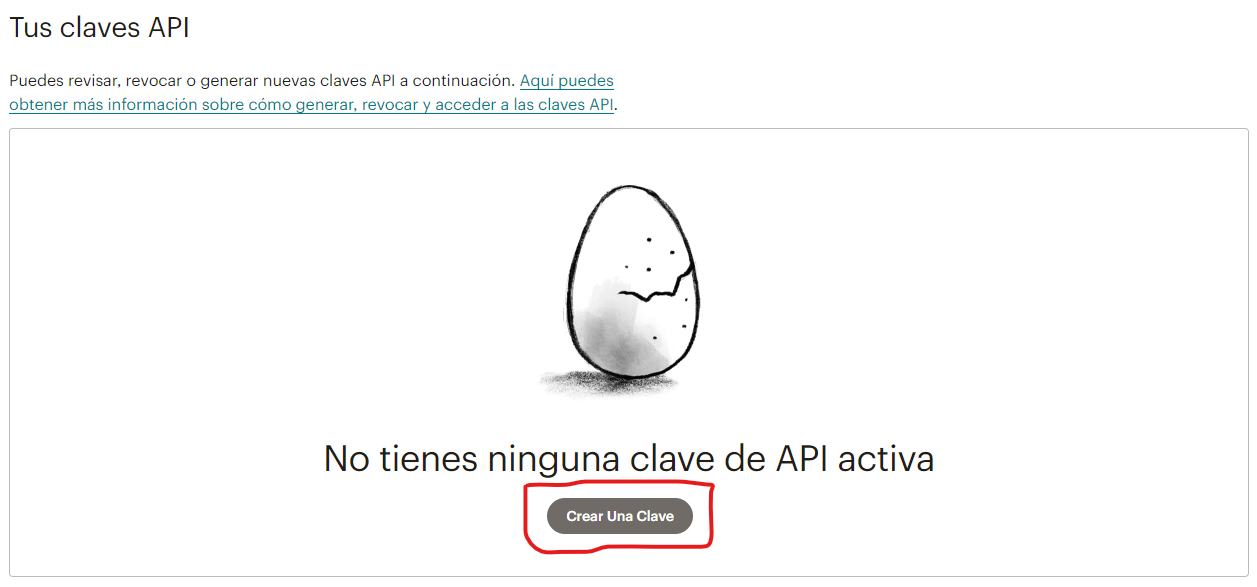 Tus claves API
Puedes revisar, revocar o generar nuevas claves API a continuación. Aquí puedes
obtener más información sobre cómo generar, revocar y acceder a las claves API.
No tienes ninguna clave de API activa
Crear Una Clave